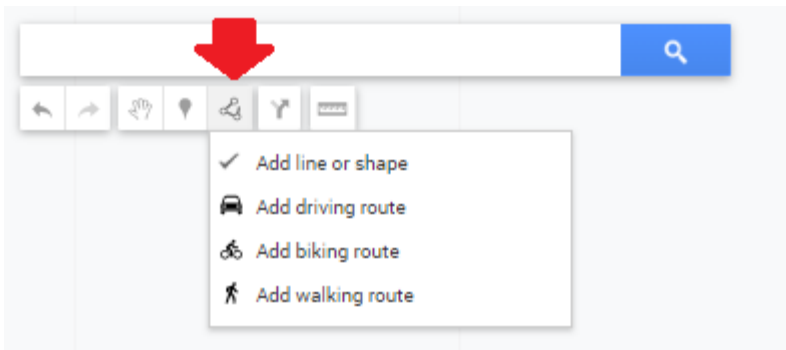 Add line or shape
Add driving route
Add biking route
Add walking route